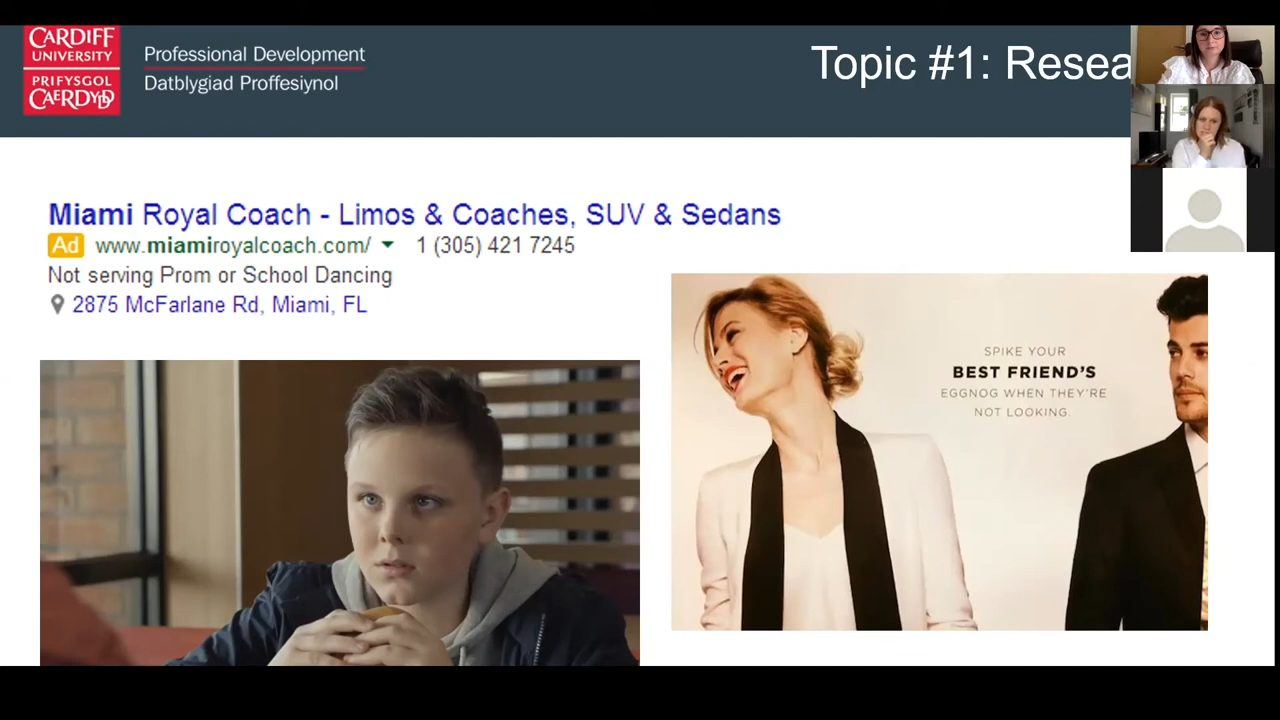 CARDIFF
UNIVERSITY
PRIFYSGOL
CAERDYDD
Professional Development
Datblygiad Proffesiynol
Topic #1: Resea
Miami Royal Coach - Limos & Coaches, SUV & Sedans
Ad www.miamiroyalcoach.com/ 1 (305) 421 7245
Not serving Prom or School Dancing
2875 McFarlane Rd, Miami, FL
SPIKE YOUR
BEST FRIEND'S
EGGNOG WHEN THEY'RE
NOT LOOKING.